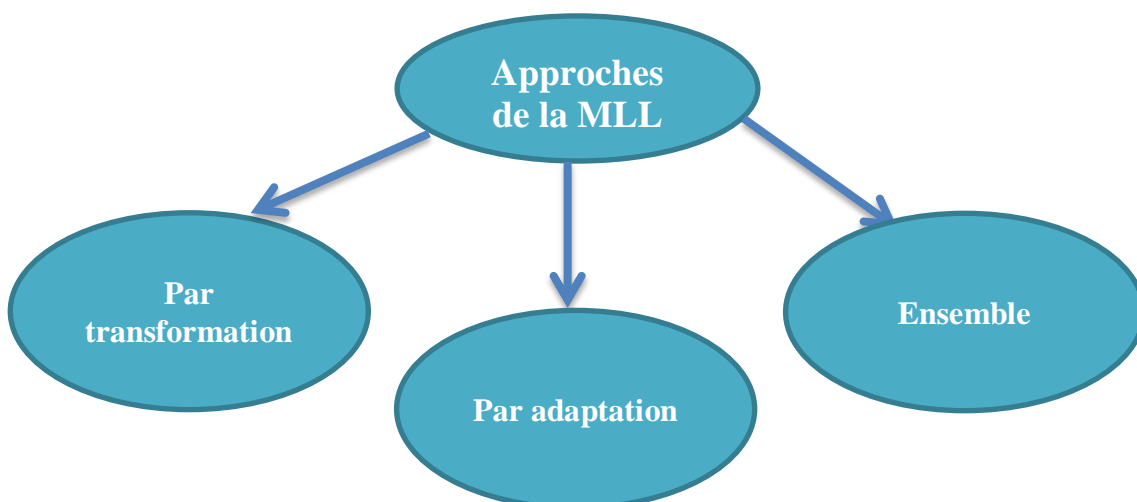 Approches
de la MLL
Par
transformation
Ensemble
Par adaptation